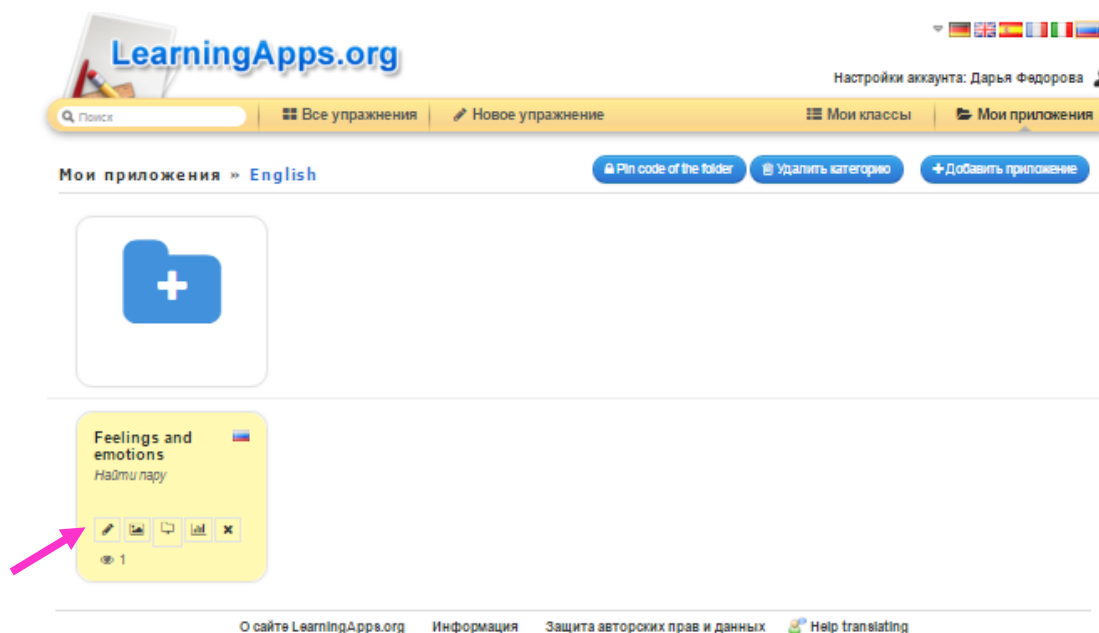 LearningApps.org
Настройки аккаунта: Дарья Федорова
Поиск
Все упражнения
Новое упражнение
Мои классы
Мои приложения
Мои приложения » English
Pin code of the folder
Удалить категорию
Добавить приложение
Feelings and
emotions
Найти пару
1
О сайте LearningApps.org Информация Защита авторских прав и данных Help translating